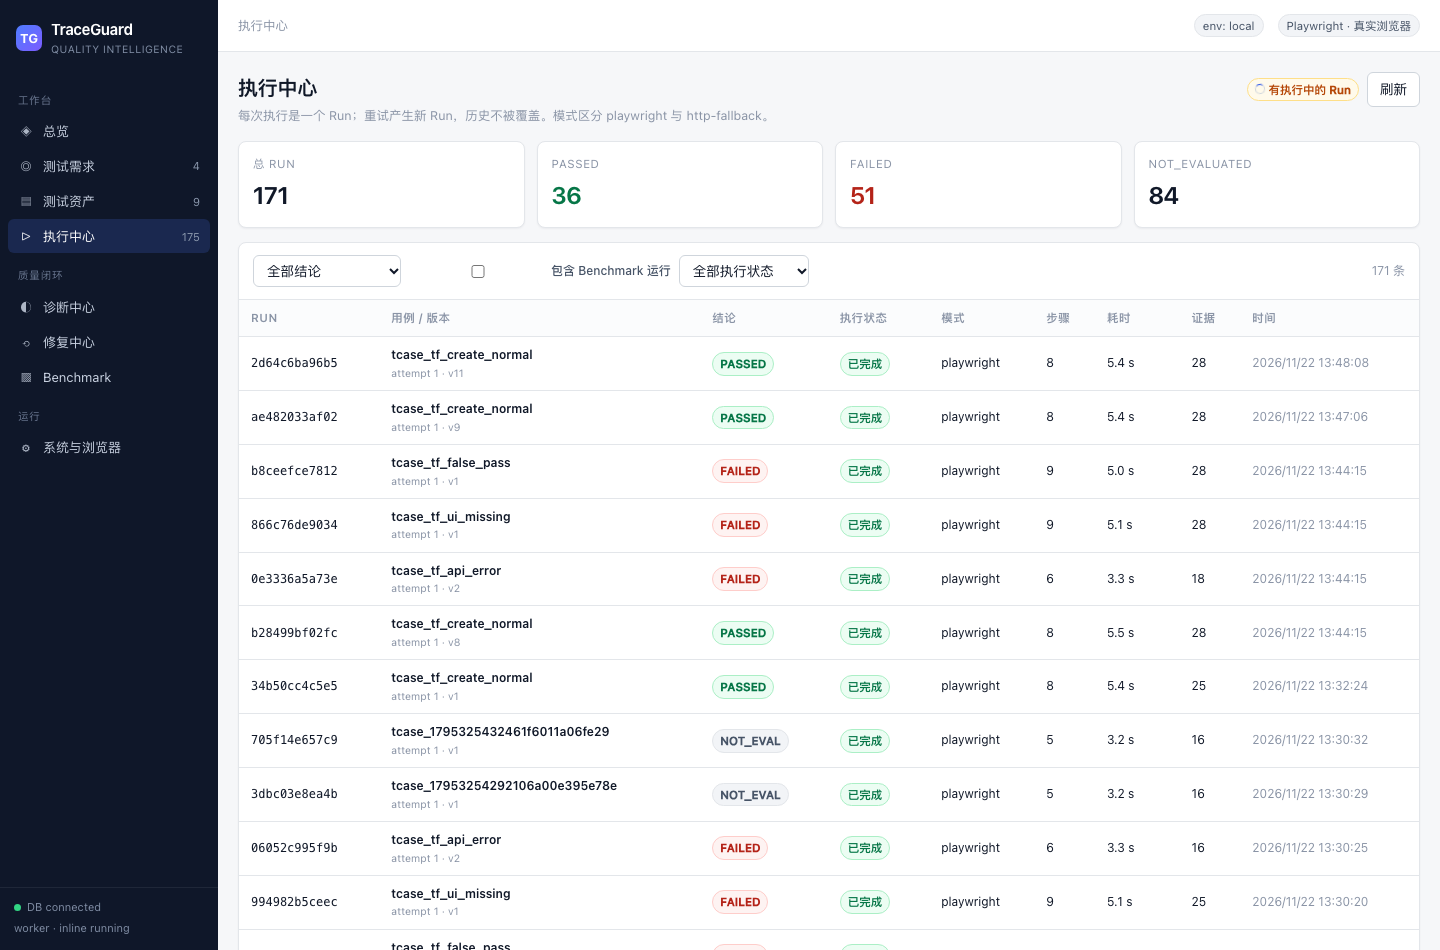 TG
TraceGuard
QUALITY INTELLIGENCE
工作台
总览
测试需求 4
测试资产 9
执行中心 175
质量闭环
诊断中心
修复中心
Benchmark
运行
系统与浏览器
DB connected
worker · inline running
执行中心
env: local
Playwright · 真实浏览器
执行中心
每次执行是一个 Run；重试产生新 Run，历史不被覆盖。模式区分 playwright 与 http-fallback。
有执行中的 Run
刷新
总 RUN
171
PASSED
36
FAILED
51
NOT_EVALUATED
84
全部结论 包含 Benchmark 运行 全部执行状态 171 条
RUN 用例 / 版本 结论 执行状态 模式 步骤 耗时 证据 时间
2d64c6ba96b5 tcase_tf_create_normal PASSED 已完成 playwright 8 5.4 s 28 2026/11/22 13:48:08
attempt 1 · v11
ae482033af02 tcase_tf_create_normal PASSED 已完成 playwright 8 5.4 s 28 2026/11/22 13:47:06
attempt 1 · v9
b8ceefce7812 tcase_tf_false_pass FAILED 已完成 playwright 9 5.0 s 28 2026/11/22 13:44:15
attempt 1 · v1
866c76de9034 tcase_tf_ui_missing FAILED 已完成 playwright 9 5.1 s 28 2026/11/22 13:44:15
attempt 1 · v1
0e3336a5a73e tcase_tf_api_error FAILED 已完成 playwright 6 3.3 s 18 2026/11/22 13:44:15
attempt 1 · v2
b28499bf02fc tcase_tf_create_normal PASSED 已完成 playwright 8 5.5 s 28 2026/11/22 13:44:15
attempt 1 · v8
34b50cc4c5e5 tcase_tf_create_normal PASSED 已完成 playwright 8 5.4 s 25 2026/11/22 13:32:24
attempt 1 · v1
705f14e657c9 tcase_1795325432461f6011a06fe29 NOT_EVAL 已完成 playwright 5 3.2 s 16 2026/11/22 13:30:32
attempt 1 · v1
3dbc03e8ea4b tcase_17953254292106a00e395e78e NOT_EVAL 已完成 playwright 5 3.2 s 16 2026/11/22 13:30:29
attempt 1 · v1
06052c995f9b tcase_tf_api_error FAILED 已完成 playwright 6 3.3 s 16 2026/11/22 13:30:25
attempt 1 · v2
994982b5ceec tcase_tf_ui_missing FAILED 已完成 playwright 9 5.1 s 25 2026/11/22 13:30:20
attempt 1 · v1
tcase_tf_false_pass